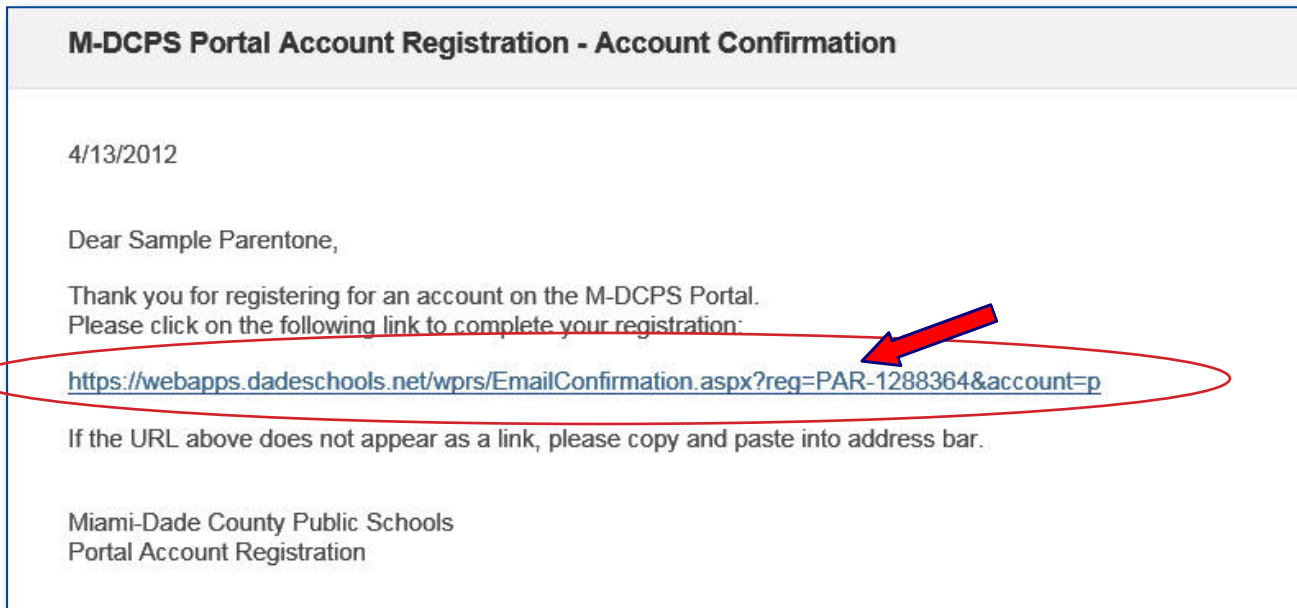 M-DCPS Portal Account Registration - Account Confirmation
4/13/2012
Dear Sample Parentone,
Thank you for registering for an account on the M-DCPS Portal.
Please click on the following link to complete your registration:
https://webapps.dadeschools.net/wprs/EmailConfirmation.aspx?reg=PAR-1288364&account=p
If the URL above does not appear as a link, please copy and paste into address bar.
Miami-Dade County Public Schools
Portal Account Registration